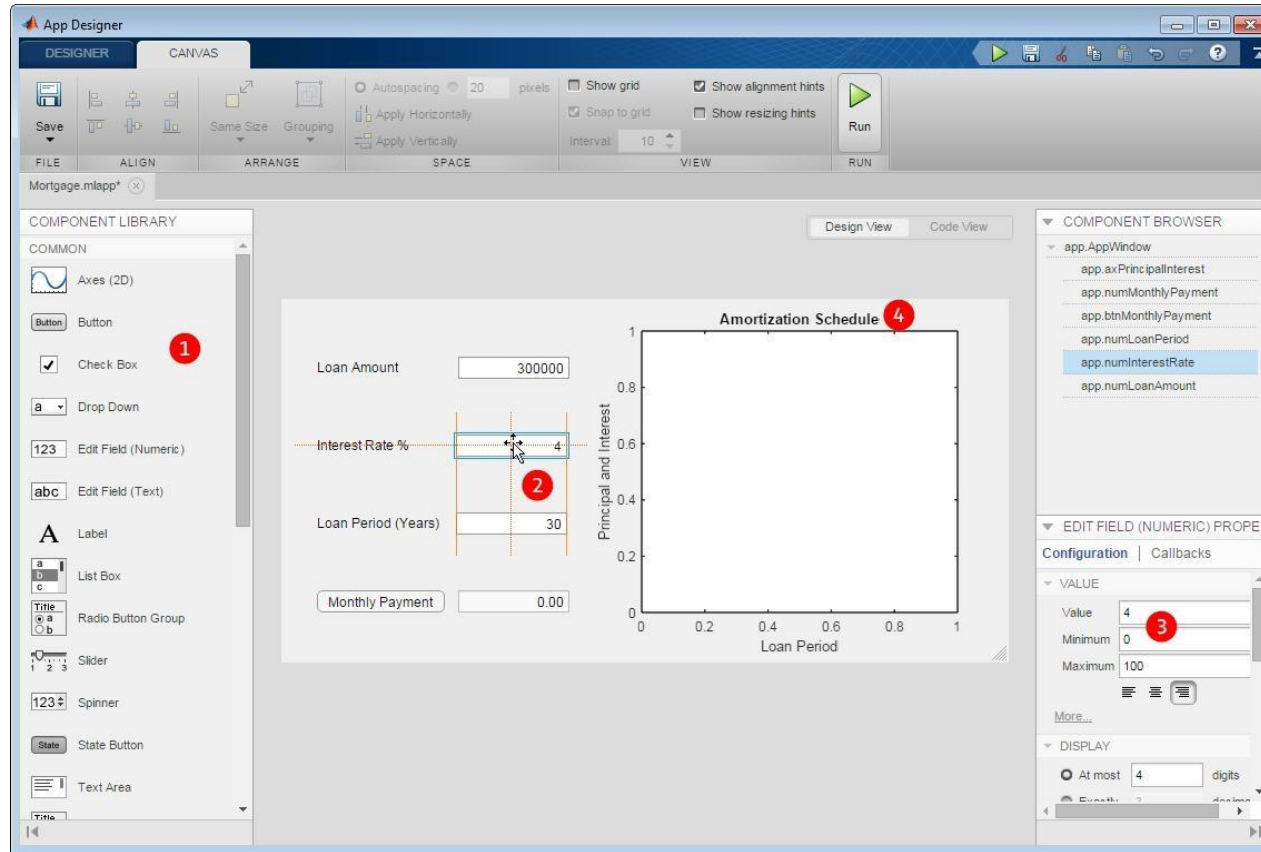 App Designer
DESIGNER CANVAS
Save
Same Size Grouping
Autospacing 20 pixels
Apply Horizontally
Apply Vertically
Show grid
Snap to grid
Interval: 10
Show alignment hints
Show resizing hints
Run
FILE ALIGN ARRANGE SPACE VIEW RUN
Mortgage.mlapp*
COMPONENT LIBRARY
COMMON
Axes (2D)
Button Button
Check Box
a Drop Down
123 Edit Field (Numeric)
abc Edit Field (Text)
A Label
a
b
c
List Box
Title
a
b
Radio Button Group
1 2 3 Slider
123 Spinner
State State Button
Text Area
Title
1
Design View Code View
Loan Amount 300000
Interest Rate % 4
2
Loan Period (Years) 30
Monthly Payment 0.00
Amortization Schedule 4
1
0.8
0.6
0.4
0.2
0
Principal and Interest
0 0.2 0.4 0.6 0.8 1
Loan Period
COMPONENT BROWSER
app.AppWindow
app.axPrincipalInterest
app.numMonthlyPayment
app.btnMonthlyPayment
app.numLoanPeriod
app.numInterestRate
app.numLoanAmount
EDIT FIELD (NUMERIC) PROPE
Configuration | Callbacks
VALUE
Value 4
3
Minimum 0
Maximum 100
More...
DISPLAY
At most 4 digits